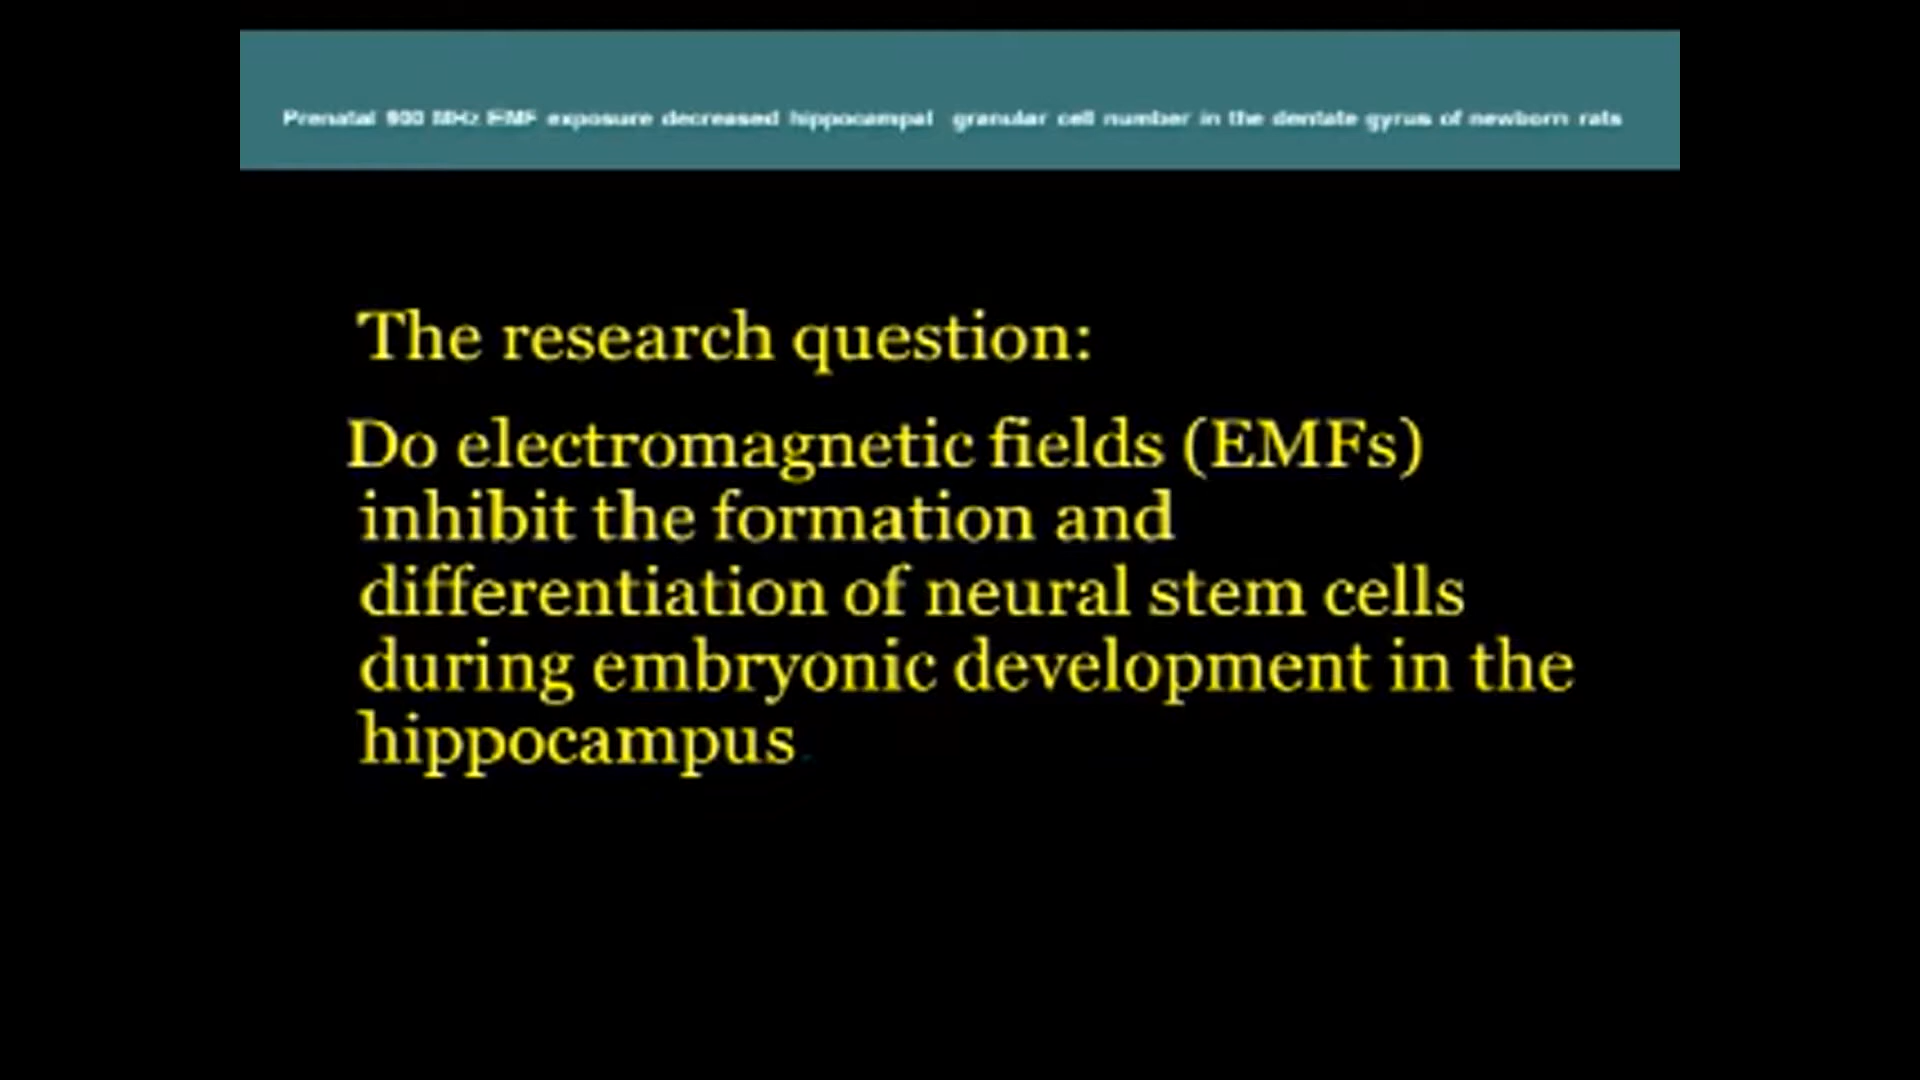 Prenatal 900 MHz EMF exposure decreased hippocampal granular cell number in the dentate gyrus of newborn rats
The research question:
Do electromagnetic fields (EMFs)
inhibit the formation and
differentiation of neural stem cells
during embryonic development in the
hippocampus.